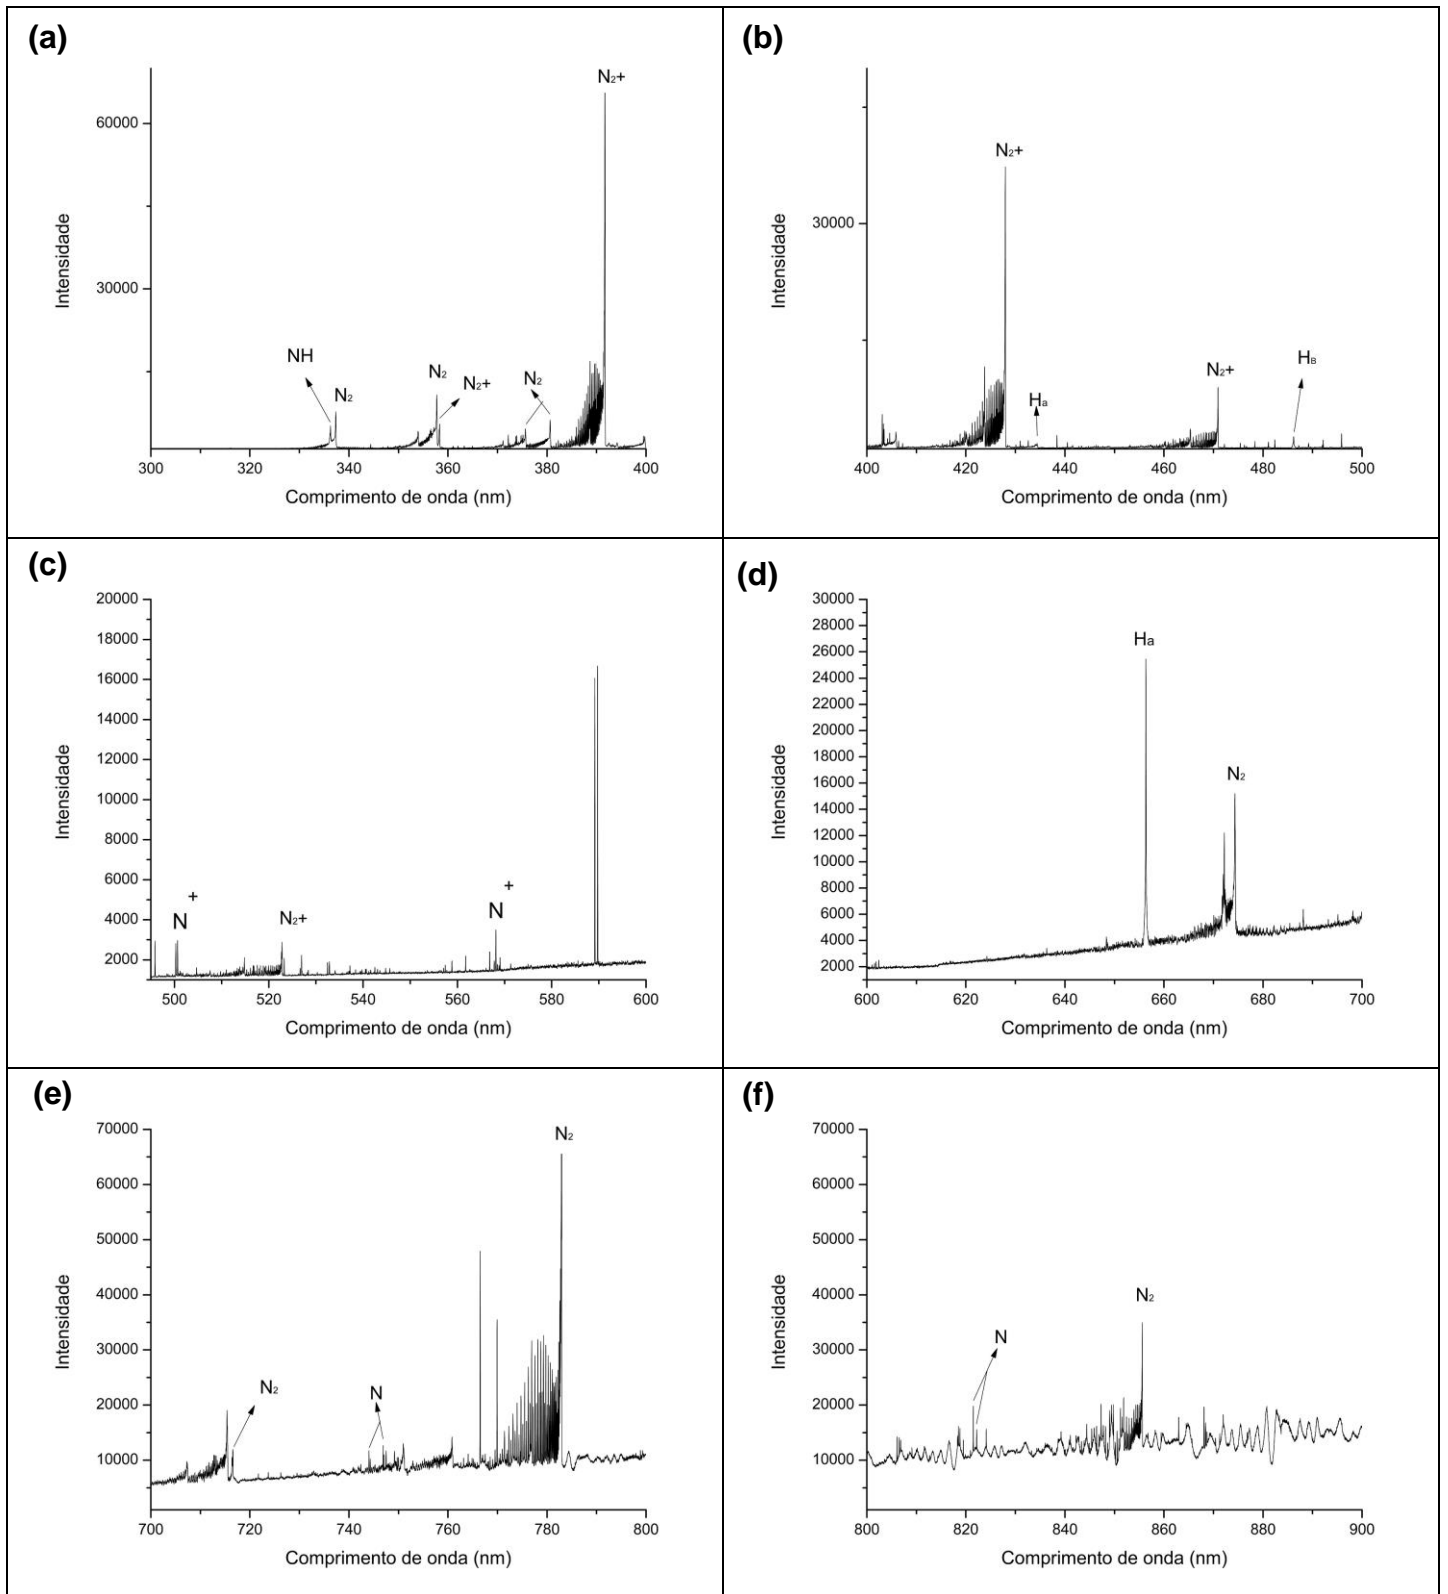 (a)
N₂+
60000
Intensidade
30000
NH
N₂
N₂
N₂+
N₂
300 320 340 360 380 400
Comprimento de onda (nm)
(b)
N₂+
30000
Intensidade
N₂+
Hₐ
H_B
400 420 440 460 480 500
Comprimento de onda (nm)
(c)
20000
18000
16000
14000
12000
10000
8000
6000
4000
2000
Intensidade
N⁺
N₂+
N⁺
500 520 540 560 580 600
Comprimento de onda (nm)
(d)
30000
28000
26000
24000
22000
20000
18000
16000
14000
12000
10000
8000
6000
4000
2000
Intensidade
Ha
N₂
600 620 640 660 680 700
Comprimento de onda (nm)
(e)
70000
60000
50000
40000
30000
20000
10000
Intensidade
N₂
N₂
N
700 720 740 760 780 800
Comprimento de onda (nm)
(f)
70000
60000
50000
40000
30000
20000
10000
Intensidade
N₂
N
800 820 840 860 880 900
Comprimento de onda (nm)